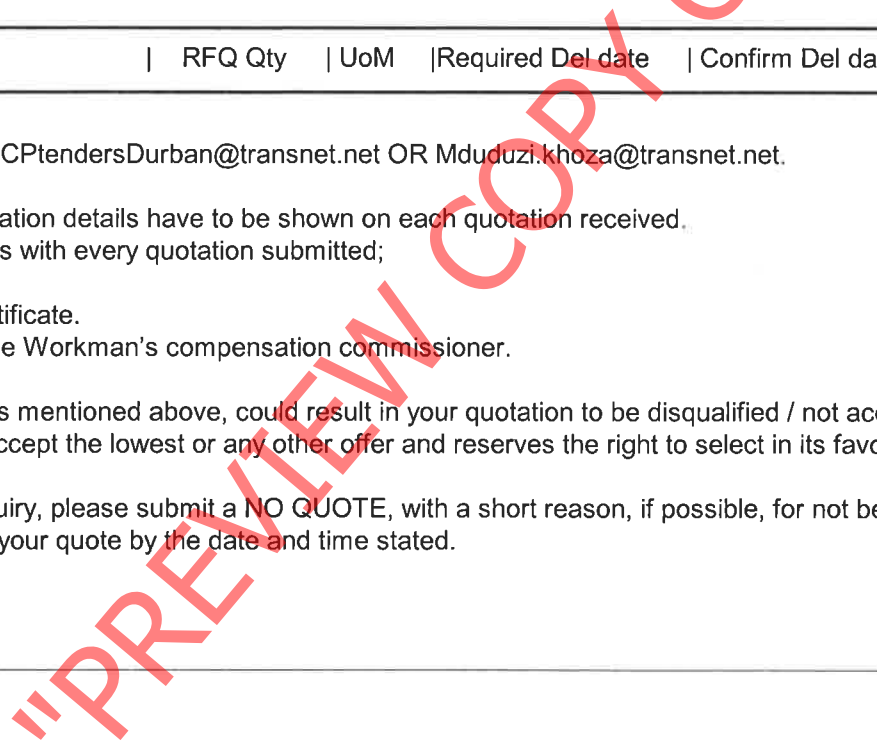 | RFQ Qty | UoM |Required Del date | Confirm Del da
CPtendersDurban@transnet.net OR Mduduzi.khoza@transnet.net.
ation details have to be shown on each quotation received.
s with every quotation submitted;
tificate.
e Workman's compensation commissioner.
s mentioned above, could result in your quotation to be disqualified / not acc
ccept the lowest or any other offer and reserves the right to select in its favo
uiry, please submit a NO QUOTE, with a short reason, if possible, for not be
your quote by the date and time stated.
"PREVIEW COPY